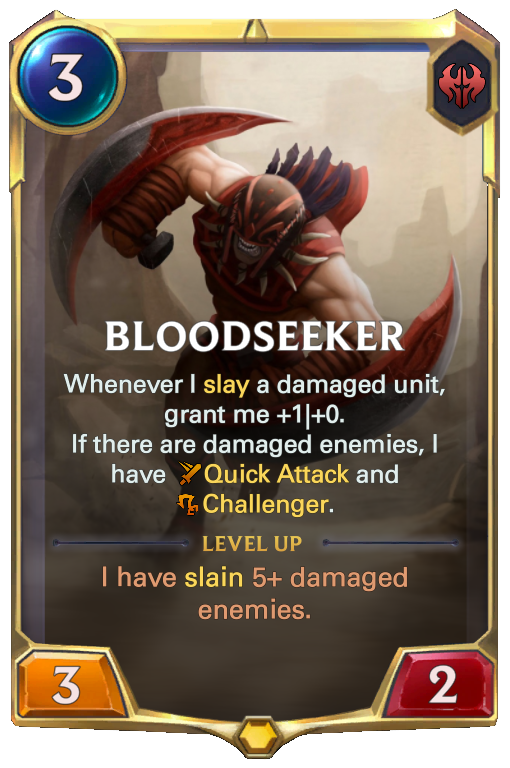 3
BLOODSEEKER
Whenever I slay a damaged unit,
grant me +1|+0.
If there are damaged enemies, I
have Quick Attack and
Challenger.
LEVEL UP
I have slain 5+ damaged
enemies.
3
2